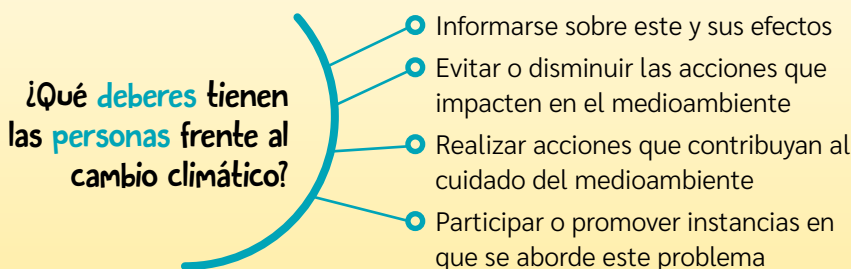 ¿Qué deberes tienen
las personas frente al
cambio climático?
Informarse sobre este y sus efectos
Evitar o disminuir las acciones que
impacten en el medioambiente
Realizar acciones que contribuyan al
cuidado del medioambiente
Participar o promover instancias en
que se aborde este problema